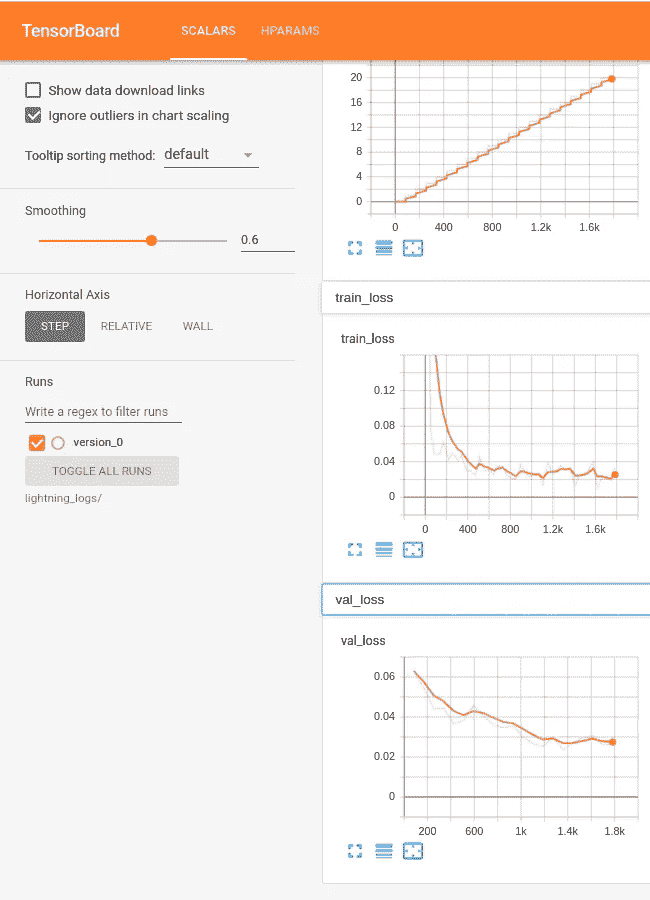 TensorBoard SCALARS HPARAMS
Show data download links
Ignore outliers in chart scaling
Tooltip sorting method: default
Smoothing
0.6
Horizontal Axis
STEP RELATIVE WALL
Runs
Write a regex to filter runs
version_0
TOGGLE ALL RUNS
lightning_logs/
20
16
12
8
4
0
0 400 800 1.2k 1.6k
train_loss
train_loss
0.12
0.08
0.04
0
0 400 800 1.2k 1.6k
val_loss
val_loss
0.06
0.04
0.02
0
200 600 1k 1.4k 1.8k